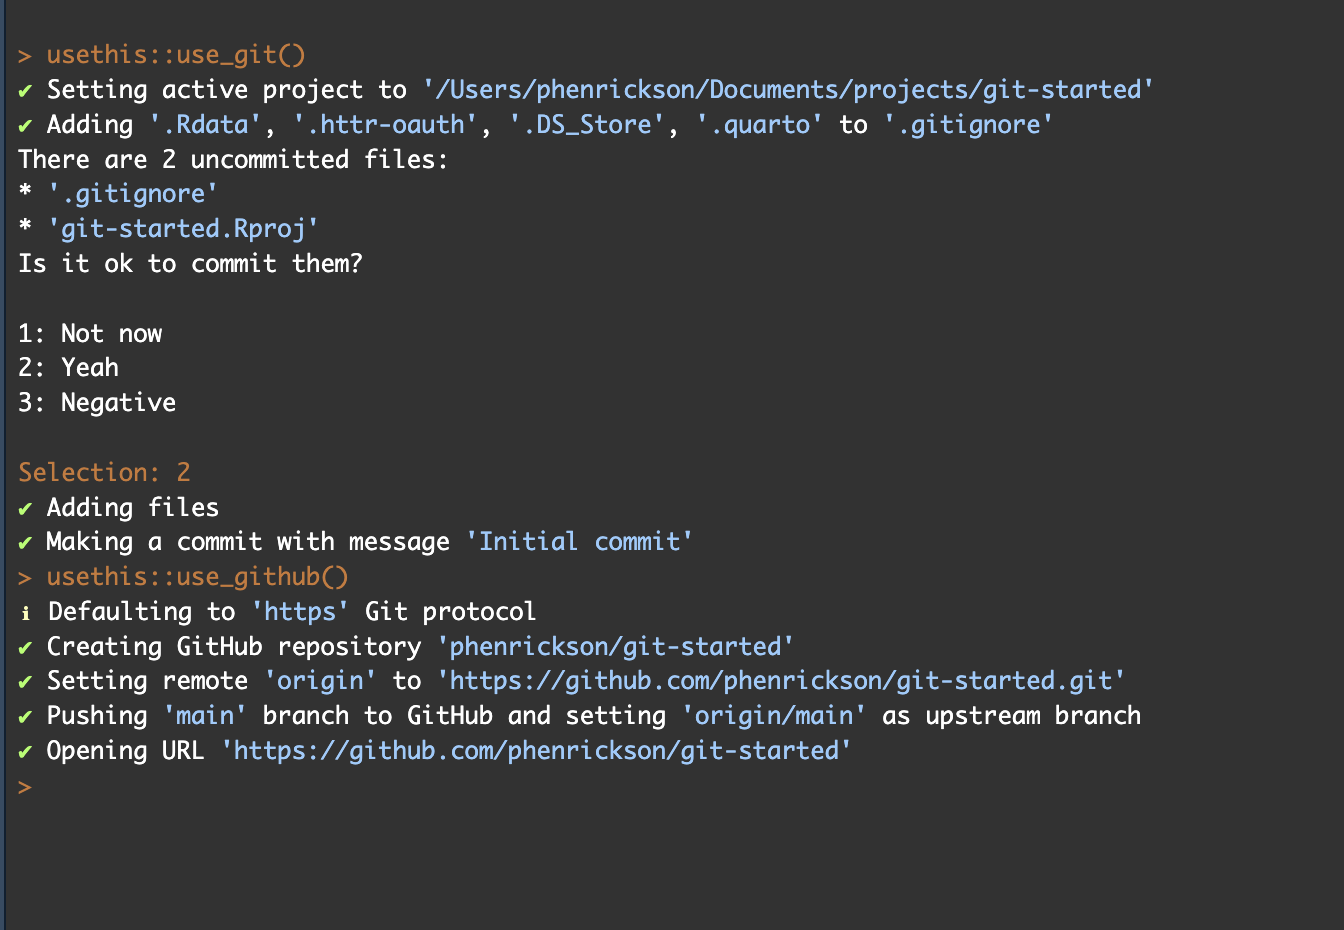 > usethis::use_git()
✔ Setting active project to '/Users/phenrickson/Documents/projects/git-started'
✔ Adding '.Rdata', '.httr-oauth', '.DS_Store', '.quarto' to '.gitignore'
There are 2 uncommitted files:
* '.gitignore'
* 'git-started.Rproj'
Is it ok to commit them?
1: Not now
2: Yeah
3: Negative
Selection: 2
✔ Adding files
✔ Making a commit with message 'Initial commit'
> usethis::use_github()
ℹ Defaulting to 'https' Git protocol
✔ Creating GitHub repository 'phenrickson/git-started'
✔ Setting remote 'origin' to 'https://github.com/phenrickson/git-started.git'
✔ Pushing 'main' branch to GitHub and setting 'origin/main' as upstream branch
✔ Opening URL 'https://github.com/phenrickson/git-started'
>